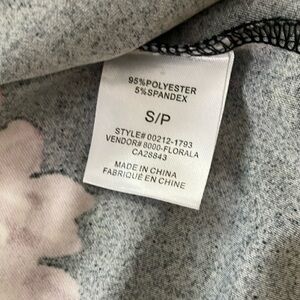 95%POLYESTER
5%SPANDEX
S/P
STYLE# 00212-1793
VENDOR# 8000-FLORALA
CA28843
MADE IN CHINA
FABRIQUÉ EN CHINE